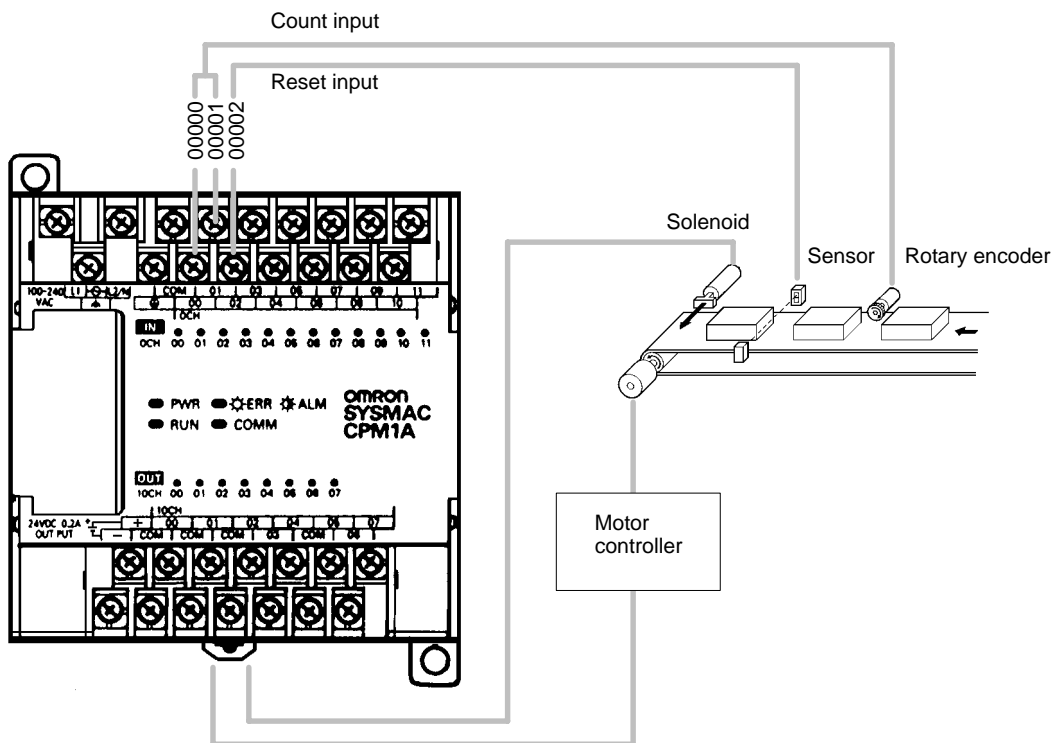 Count input
Reset input
00000
00001
00002
Solenoid
Sensor
Rotary encoder
100-240
VAC
L1
L2/N
COM 01 03 05 07 09 11
00 02 04 06 08 10
0CH
IN
0CH 00 01 02 03 04 05 06 07 08 09 10 11
PWR ERR ALM
RUN COMM
OMRON
SYSMAC
CPM1A
OUT
10CH 00 01 02 03 04 05 06 07
10CH
24VDC 0.2A
OUT PUT
+ 00 01 02 04 06 07
- COM COM COM 03 COM 05
Motor
controller